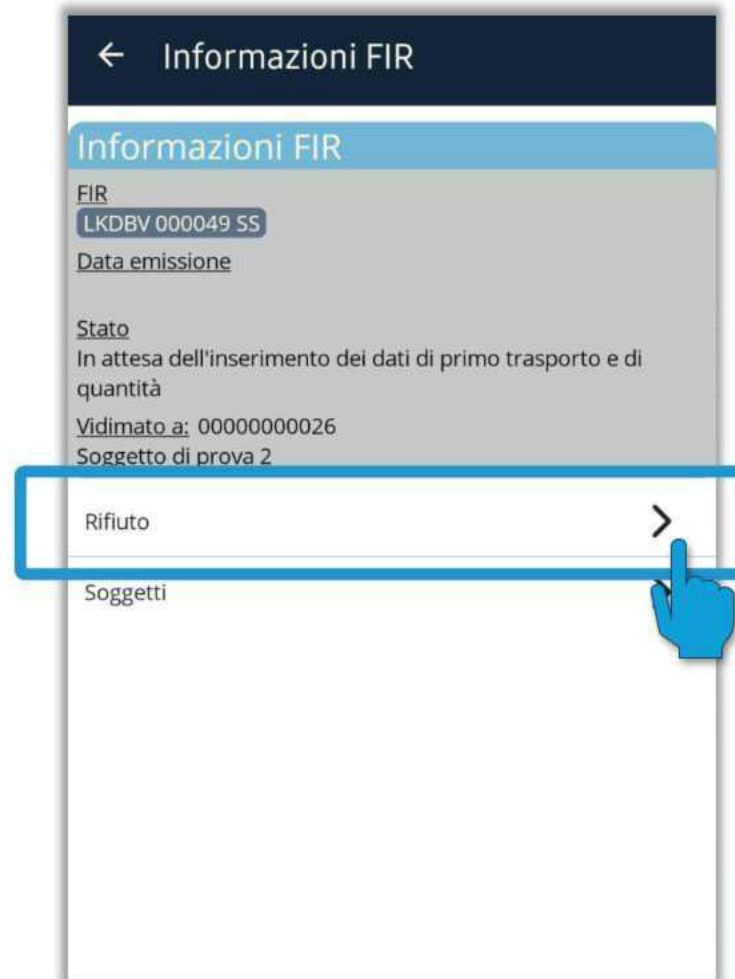 Informazioni FIR
Informazioni FIR
FIR
LKDBV 000049 SS
Data emissione
Stato
In attesa dell'inserimento dei dati di primo trasporto e di
quantità
Vidimato a: 00000000026
Soggetto di prova 2
Rifiuto
Soggetti